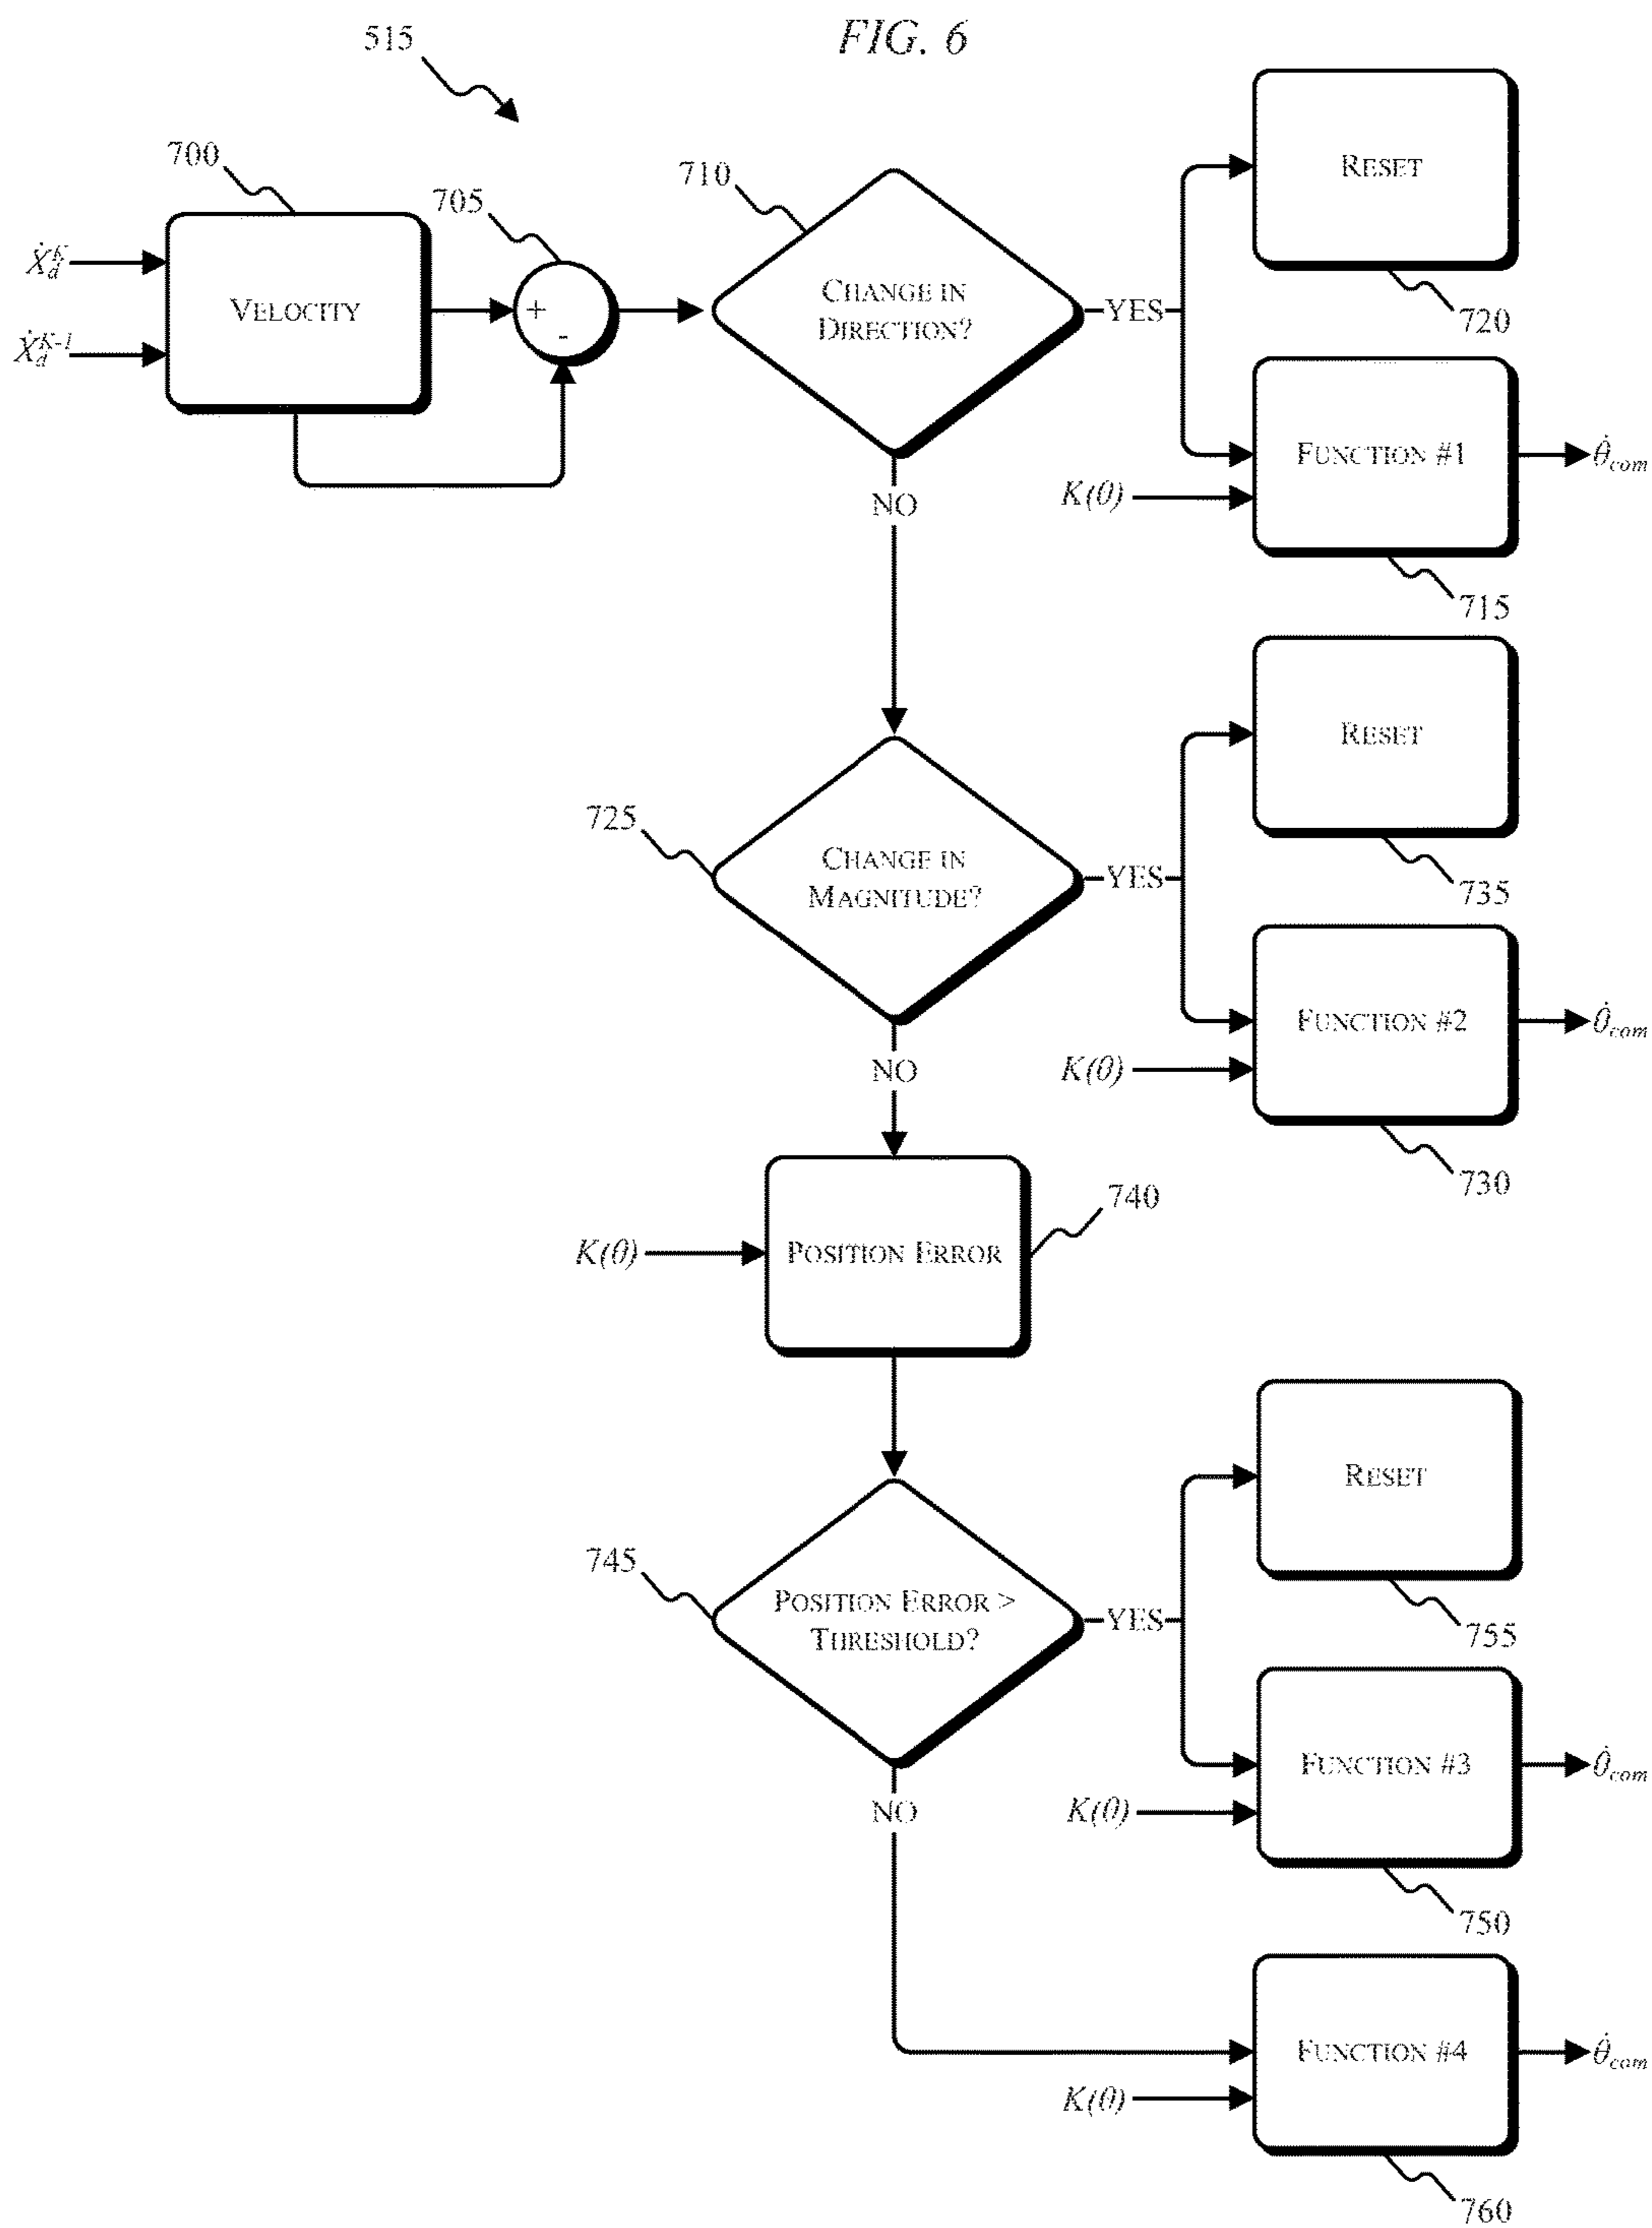 FIG. 6
515
700
705
710
Ẋ_d^K
Ẋ_d^{K-1}
VELOCITY
+
-
CHANGE IN
DIRECTION?
YES
NO
RESET
720
FUNCTION #1
K(θ)
θ̇_com
715
725
CHANGE IN
MAGNITUDE?
YES
NO
RESET
735
FUNCTION #2
K(θ)
θ̇_com
730
740
K(θ)
POSITION ERROR
745
POSITION ERROR >
THRESHOLD?
YES
NO
RESET
755
FUNCTION #3
K(θ)
θ̇_com
750
FUNCTION #4
K(θ)
θ̇_com
760